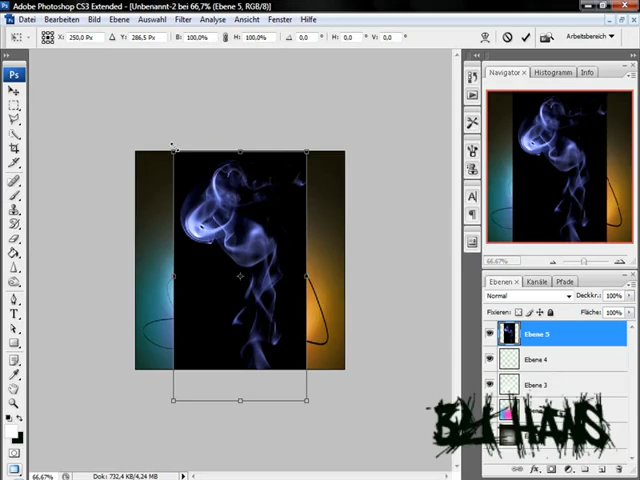 Adobe Photoshop CS3 Extended - [Unbenannt-2 bei 66,7% (Ebene 5, RGB/8)]
Datei Bearbeiten Bild Ebene Auswahl Filter Analyse Ansicht Fenster Hilfe
X: 250,0 Px Y: 286,5 Px B: 100,0% H: 100,0% 0,0 H: 0,0 V: 0,0 Arbeitsbereich
Ps
Navigator Histogramm Info
66.67%
Ebenen Kanäle Pfade
Normal Deckkr.: 100%
Fixieren: Fläche: 100%
Ebene 5
Ebene 4
Ebene 3
BY HANS
66,67% Dok: 732,4 KB/4,24 MB